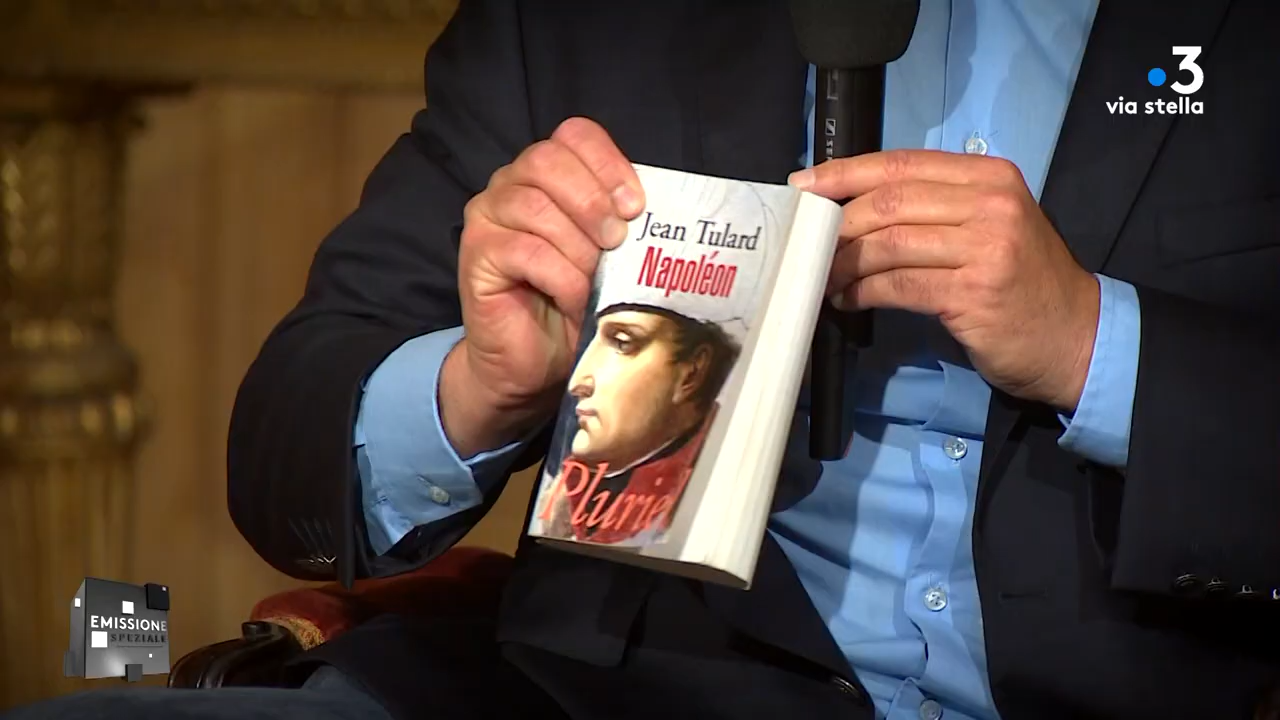 3
via stella
Jean Tulard
Napoléon
Pluriel
EMISSIONE
SPEZIALE